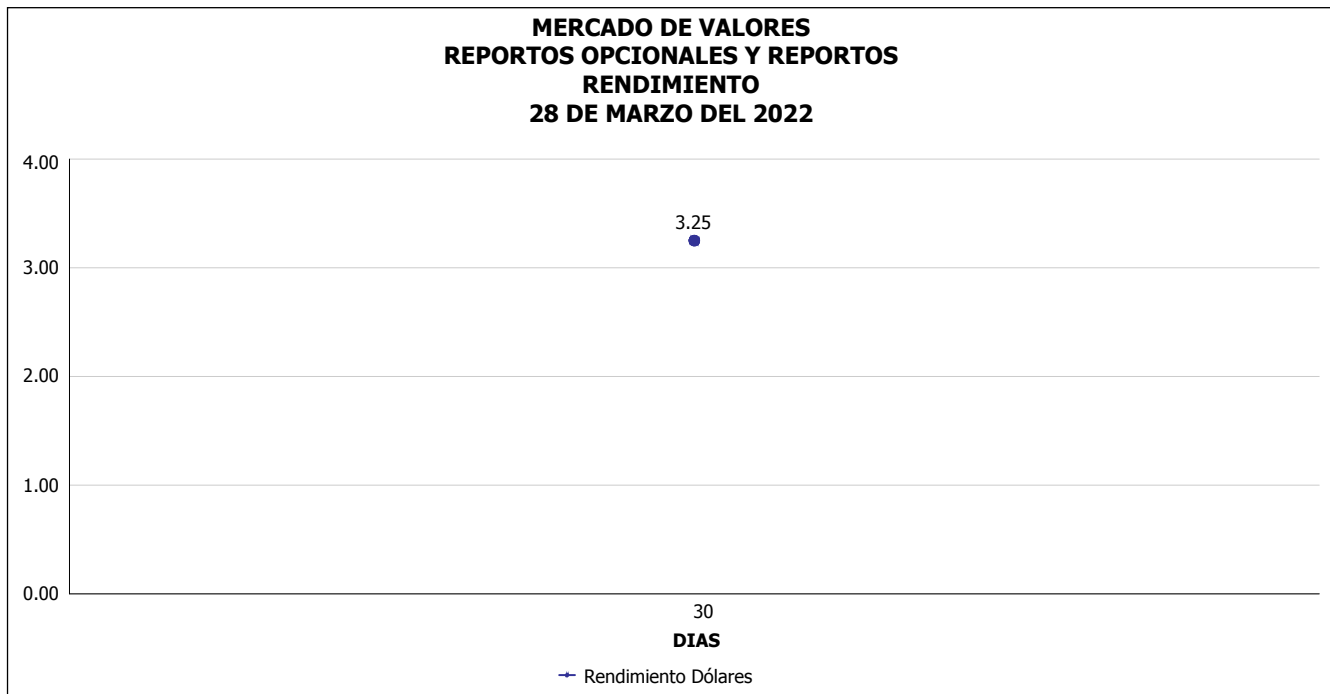 MERCADO DE VALORES
REPORTOS OPCIONALES Y REPORTOS
RENDIMIENTO
28 DE MARZO DEL 2022
4.00
3.25
3.00
2.00
1.00
0.00
30
DIAS
Rendimiento Dólares